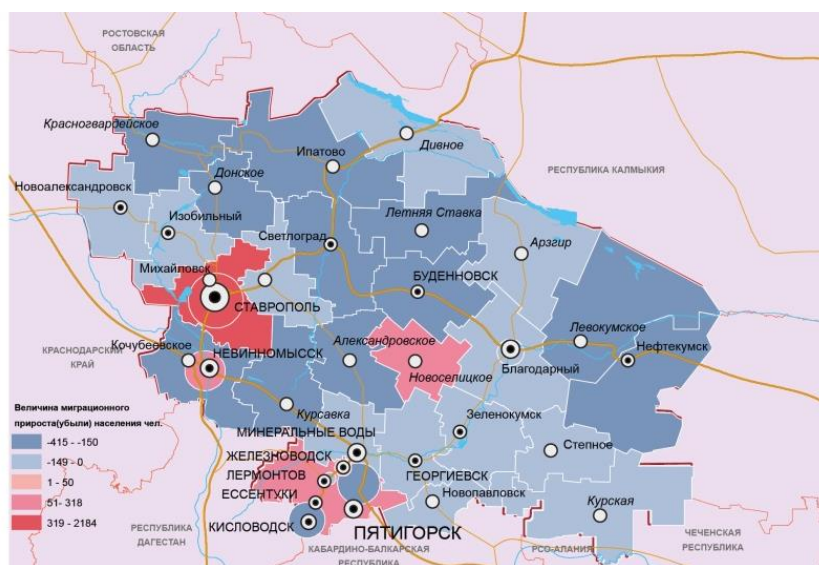 РОСТОВСКАЯ
ОБЛАСТЬ
Красногвардейское
Дивное
Ипатово
Донское
РЕСПУБЛИКА КАЛМЫКИЯ
Новоалександровск
Изобильный
Летняя Ставка
Светлоград
Арзгир
Михайловск
БУДЕННОВСК
СТАВРОПОЛЬ
Александровское
Левокумское
Кочубеевское
НЕВИННОМЫССК
Нефтекумск
КРАСНОДАРСКИЙ
КРАЙ
Новоселицкое
Благодарный
Величина миграционного
прироста(убыли) населения чел.
-415 - -150
-149 - 0
1 - 50
51- 318
319 - 2184
Курсавка
Зеленокумск
МИНЕРАЛЬНЫЕ ВОДЫ
Степное
ЖЕЛЕЗНОВОДСК
ЛЕРМОНТОВ
ГЕОРГИЕВСК
ЕССЕНТУКИ
Новопавловск
Курская
КИСЛОВОДСК
ПЯТИГОРСК
РЕСПУБЛИКА
ДАГЕСТАН
КАБАРДИНО-БАЛКАРСКАЯ
РЕСПУБЛИКА
РСО-АЛАНИЯ
ЧЕЧЕНСКАЯ
РЕСПУБЛИКА